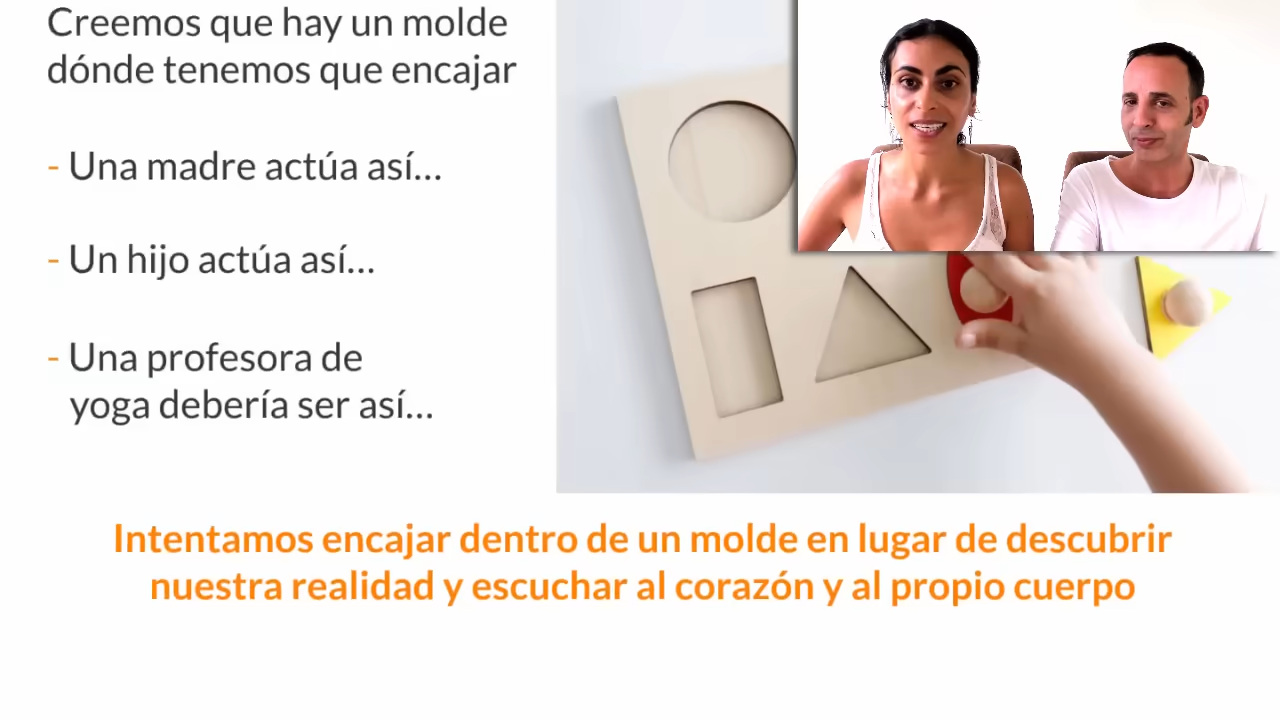 Creemos que hay un molde
dónde tenemos que encajar
- Una madre actúa así...
- Un hijo actúa así...
- Una profesora de
yoga debería ser así...
Intentamos encajar dentro de un molde en lugar de descubrir
nuestra realidad y escuchar al corazón y al propio cuerpo